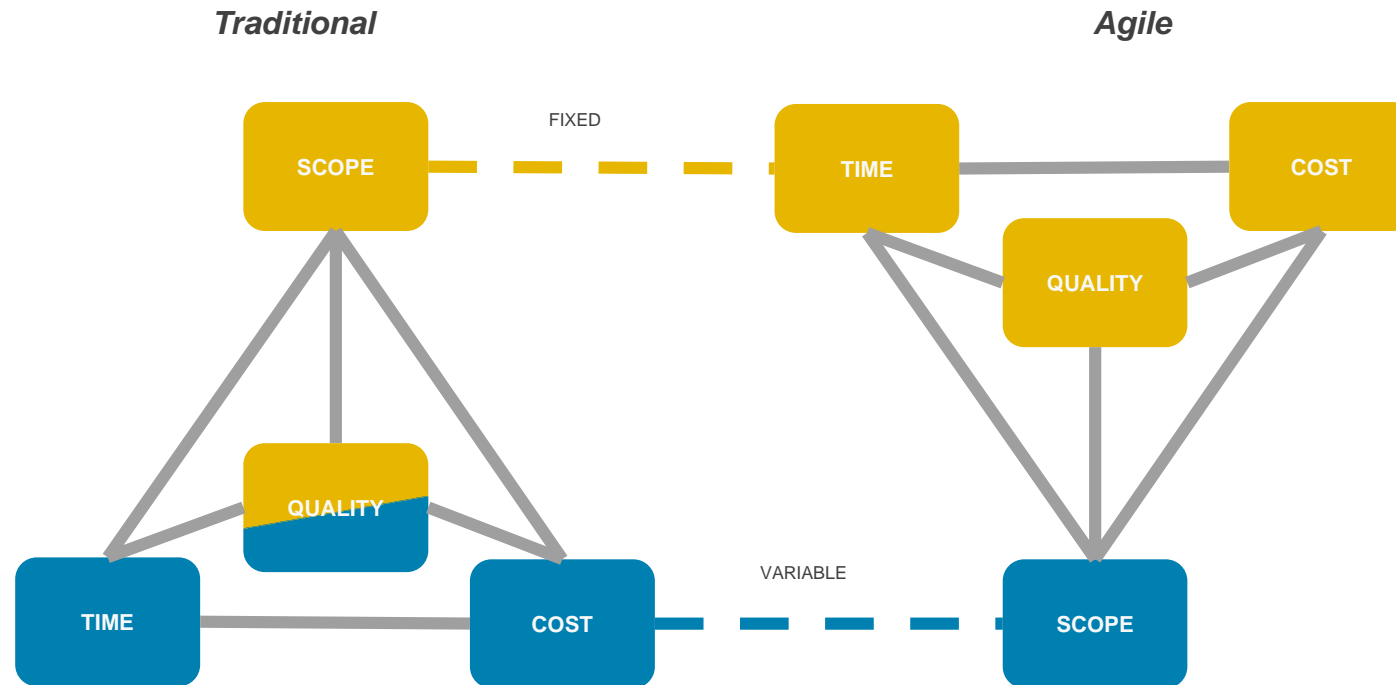 Traditional
Agile
FIXED
SCOPE
TIME
COST
QUALITY
QUALITY
VARIABLE
TIME
COST
SCOPE